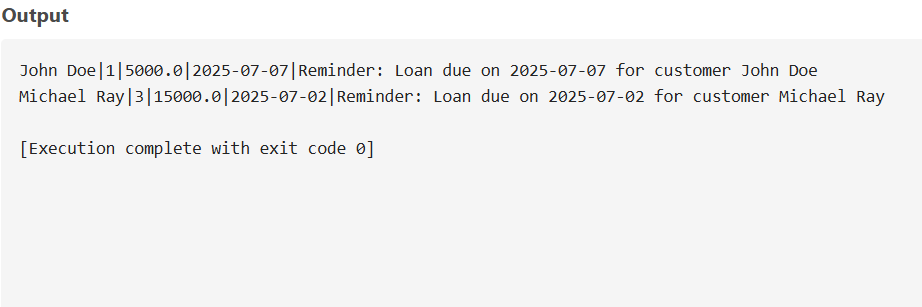 Output
John Doe|1|5000.0|2025-07-07|Reminder: Loan due on 2025-07-07 for customer John Doe
Michael Ray|3|15000.0|2025-07-02|Reminder: Loan due on 2025-07-02 for customer Michael Ray
[Execution complete with exit code 0]